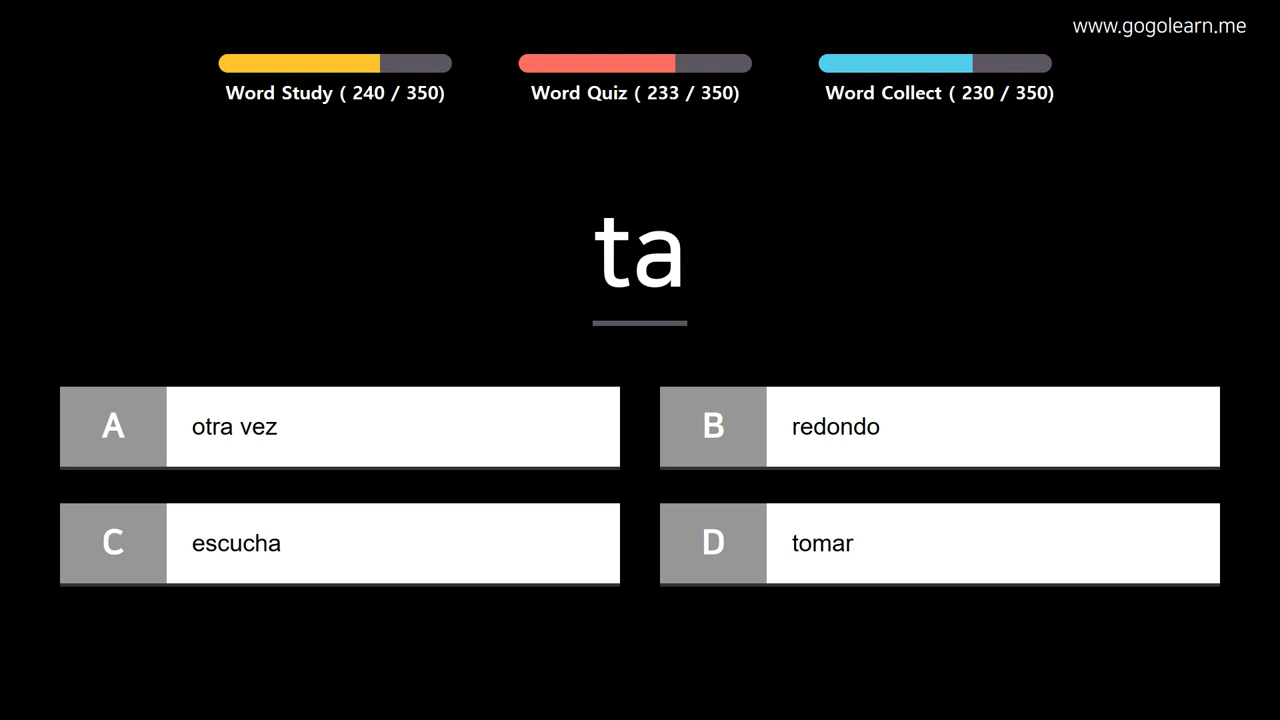 www.gogolearn.me
Word Study ( 240 / 350)
Word Quiz ( 233 / 350)
Word Collect ( 230 / 350)
ta
A otra vez
B redondo
C escucha
D tomar